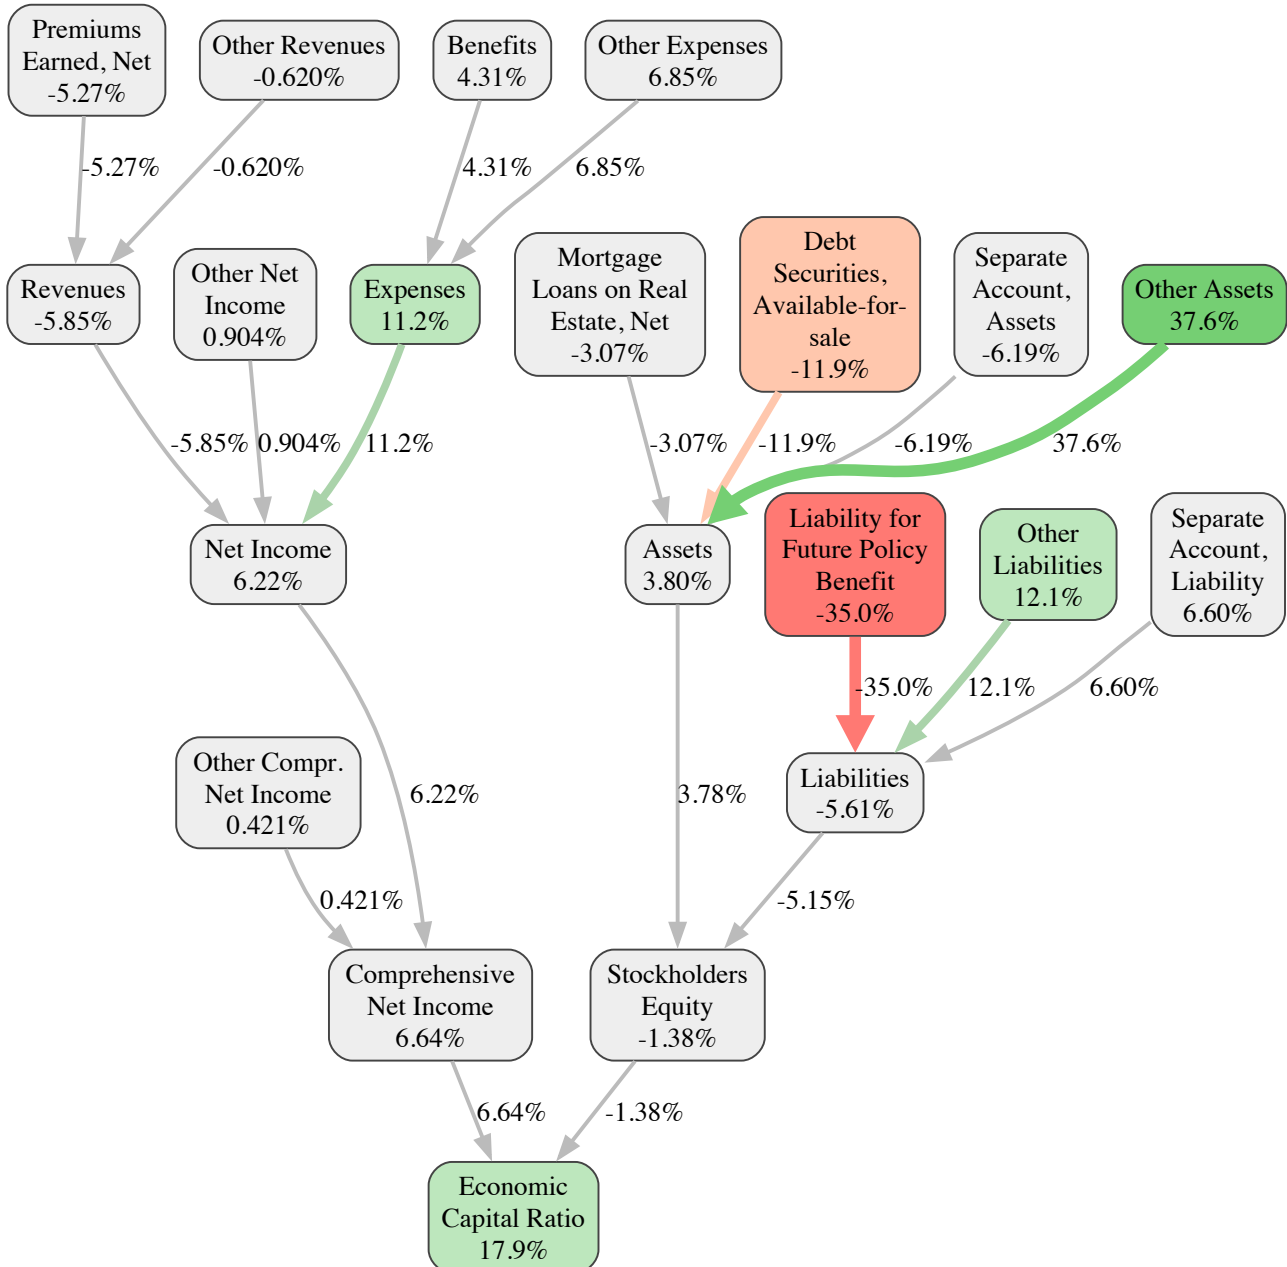 Premiums
Earned, Net
-5.27%
Other Revenues
-0.620%
Benefits
4.31%
Other Expenses
6.85%
-5.27%
-0.620%
4.31%
6.85%
Revenues
-5.85%
Other Net
Income
0.904%
Expenses
11.2%
Mortgage
Loans on Real
Estate, Net
-3.07%
Debt
Securities,
Available-for-
sale
-11.9%
Separate
Account,
Assets
-6.19%
Other Assets
37.6%
-5.85%
0.904%
11.2%
-3.07%
-11.9%
-6.19%
37.6%
Net Income
6.22%
Assets
3.80%
Liability for
Future Policy
Benefit
-35.0%
Other
Liabilities
12.1%
Separate
Account,
Liability
6.60%
-35.0%
12.1%
6.60%
Other Compr.
Net Income
0.421%
6.22%
3.78%
Liabilities
-5.61%
0.421%
-5.15%
Comprehensive
Net Income
6.64%
Stockholders
Equity
-1.38%
6.64%
-1.38%
Economic
Capital Ratio
17.9%